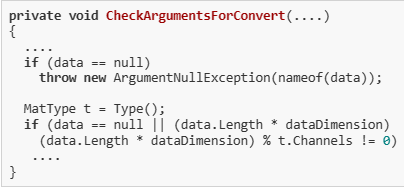 private void CheckArgumentsForConvert(....)
{
  ....
  if (data == null)
    throw new ArgumentNullException(nameof(data));

  MatType t = Type();
  if (data == null || (data.Length * dataDimension)
    (data.Length * dataDimension) % t.Channels != 0)
    ....
}